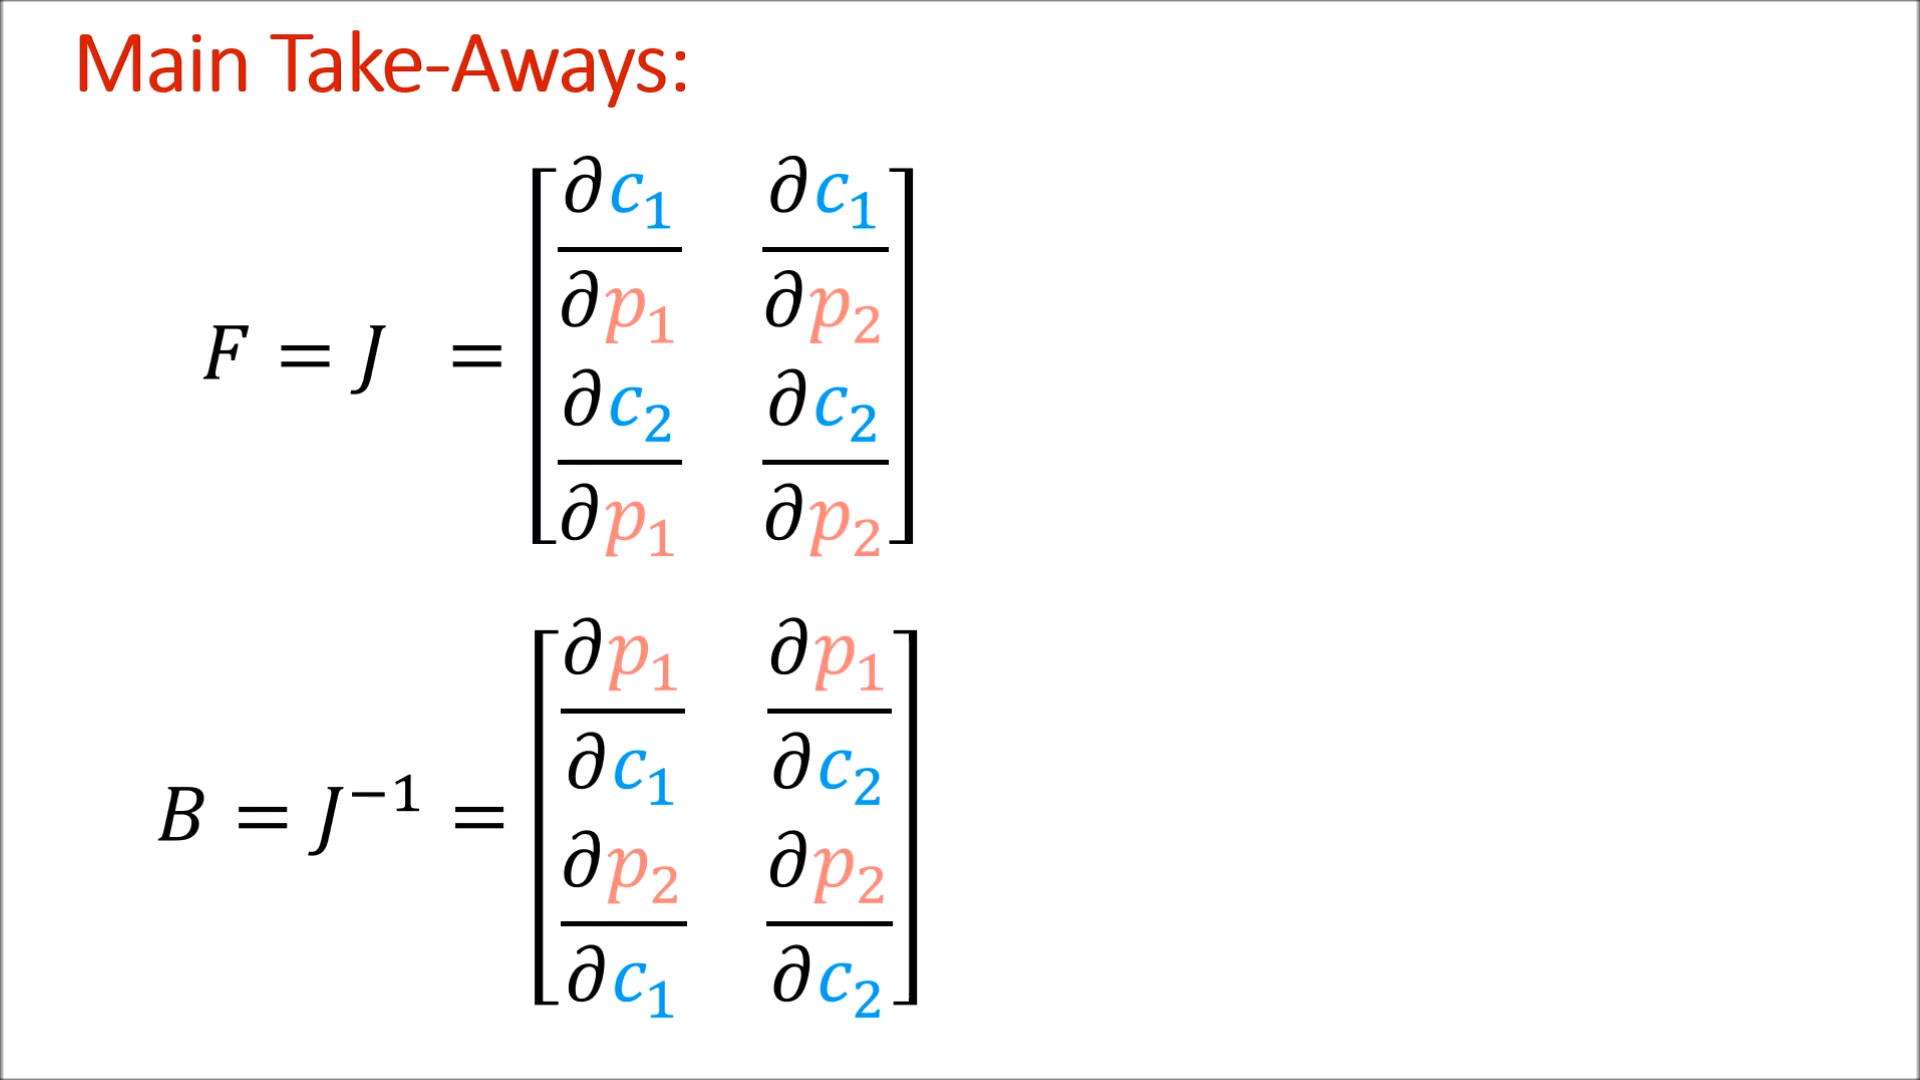 Main Take-Aways:
∂c₁ ∂c₁
∂p₁ ∂p₂
F = J =
∂c₂ ∂c₂
∂p₁ ∂p₂
∂p₁ ∂p₁
∂c₁ ∂c₂
B = J⁻¹ =
∂p₂ ∂p₂
∂c₁ ∂c₂